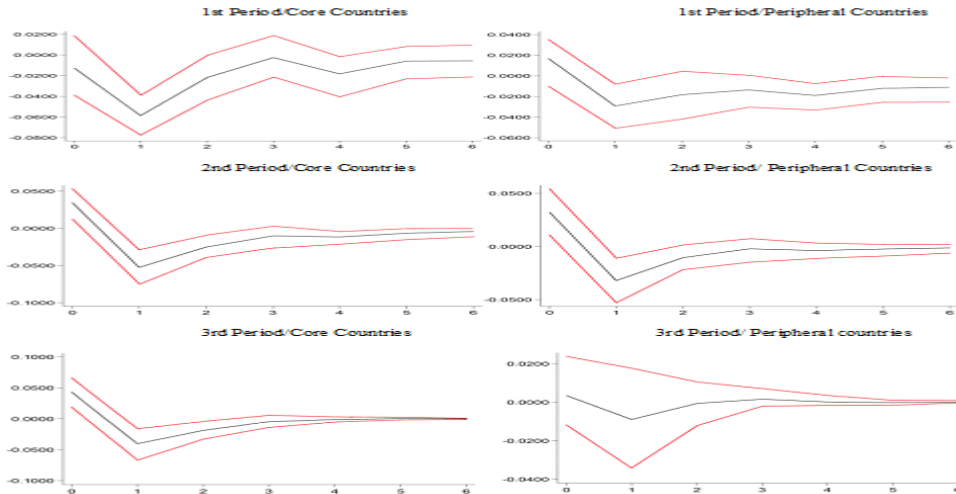 1st Period/Core Countries
0.0200
0.0000
-0.0200
-0.0400
-0.0600
-0.0800
0 1 2 3 4 5 6
1st Period/Peripheral Countries
0.0400
0.0200
0.0000
-0.0200
-0.0400
-0.0600
0 1 2 3 4 5 6
2nd Period/Core Countries
0.0500
0.0000
-0.0500
-0.1000
0 1 2 3 4 5 6
2nd Period/ Peripheral Countries
0.0500
0.0000
-0.0500
0 1 2 3 4 5 6
3rd Period/Core Countries
0.1000
0.0500
0.0000
-0.0500
-0.1000
0 1 2 3 4 5 6
3rd Period/ Peripheral countries
0.0200
0.0000
-0.0200
-0.0400
0 1 2 3 4 5 6